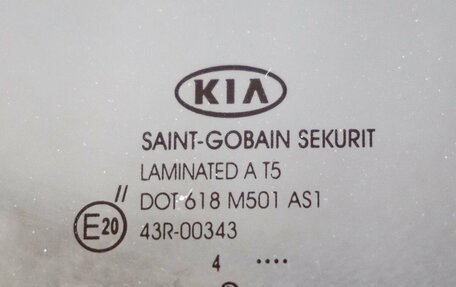 KIA
SAINT-GOBAIN SEKURIT
LAMINATED A T5
// DOT 618 M501 AS1
E20 43R-00343
4 ....